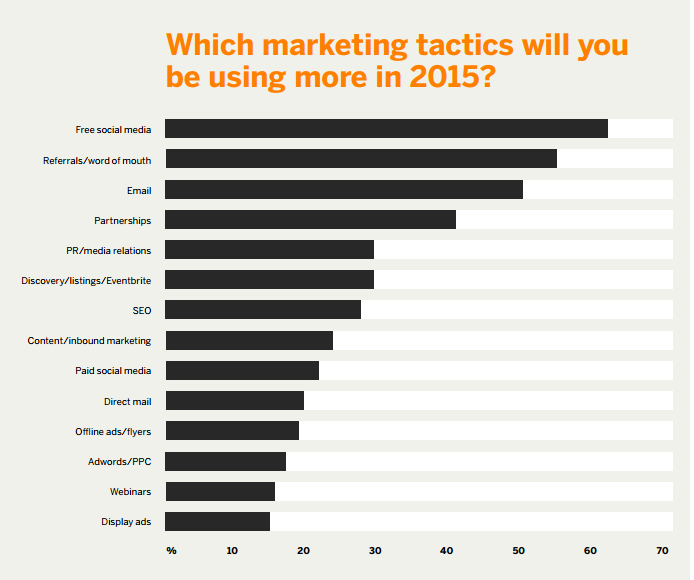 Which marketing tactics will you
be using more in 2015?
Free social media
Referrals/word of mouth
Email
Partnerships
PR/media relations
Discovery/listings/Eventbrite
SEO
Content/inbound marketing
Paid social media
Direct mail
Offline ads/flyers
Adwords/PPC
Webinars
Display ads
% 10 20 30 40 50 60 70